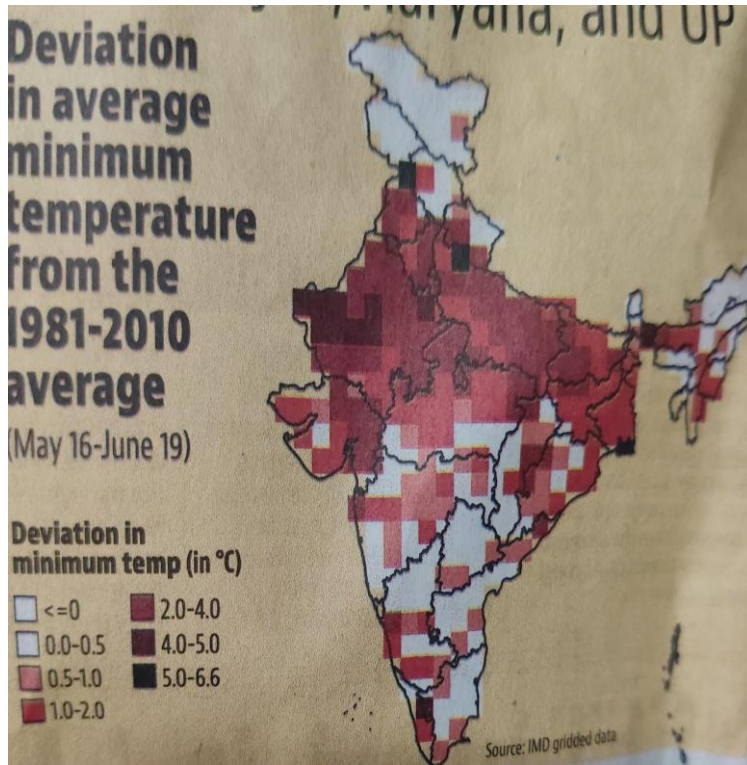 Haryana, and UP
Deviation
in average
minimum
temperature
from the
1981-2010
average
(May 16-June 19)
Deviation in
minimum temp (in °C)
<=0
0.0-0.5
0.5-1.0
1.0-2.0
2.0-4.0
4.0-5.0
5.0-6.6
Source: IMD gridded data